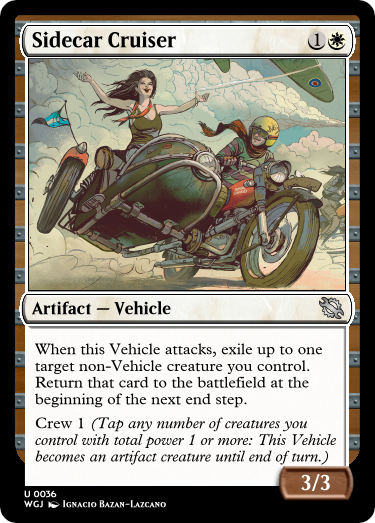 Sidecar Cruiser 1
Artifact — Vehicle
When this Vehicle attacks, exile up to one
target non-Vehicle creature you control.
Return that card to the battlefield at the
beginning of the next end step.
Crew 1 (Tap any number of creatures you
control with total power 1 or more: This Vehicle
becomes an artifact creature until end of turn.)
3/3
U 0036
WGJ Ignacio Bazan-Lazcano